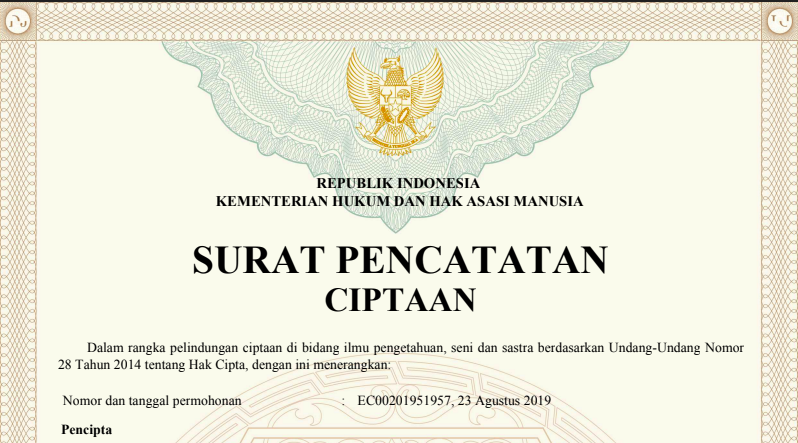 REPUBLIK INDONESIA
KEMENTERIAN HUKUM DAN HAK ASASI MANUSIA
SURAT PENCATATAN
CIPTAAN
Dalam rangka pelindungan ciptaan di bidang ilmu pengetahuan, seni dan sastra berdasarkan Undang-Undang Nomor
28 Tahun 2014 tentang Hak Cipta, dengan ini menerangkan:
Nomor dan tanggal permohonan : EC00201951957, 23 Agustus 2019
Pencipta